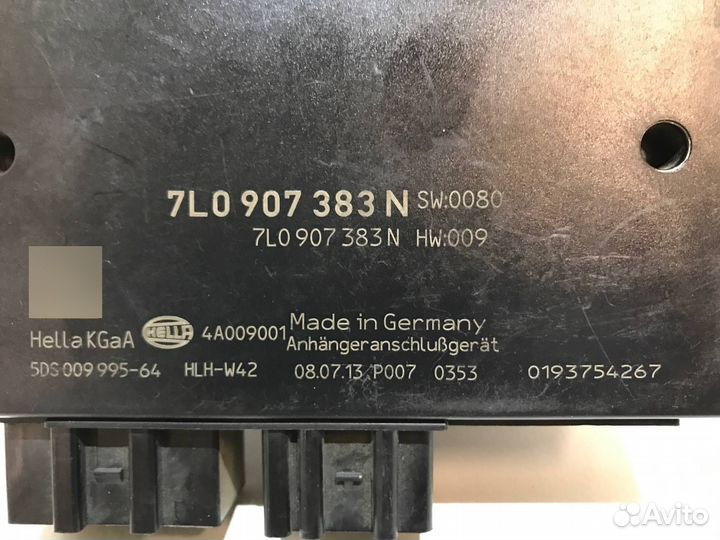 7L0 907 383 N SW:0080
7L0 907 383 N HW:009
Hella KGaA HELLA 4A009001 Made in Germany
Anhängeranschlußgerät
5DS 009 995-64 HLH-W42 08.07.13 P007 0353 0193754267
Avito